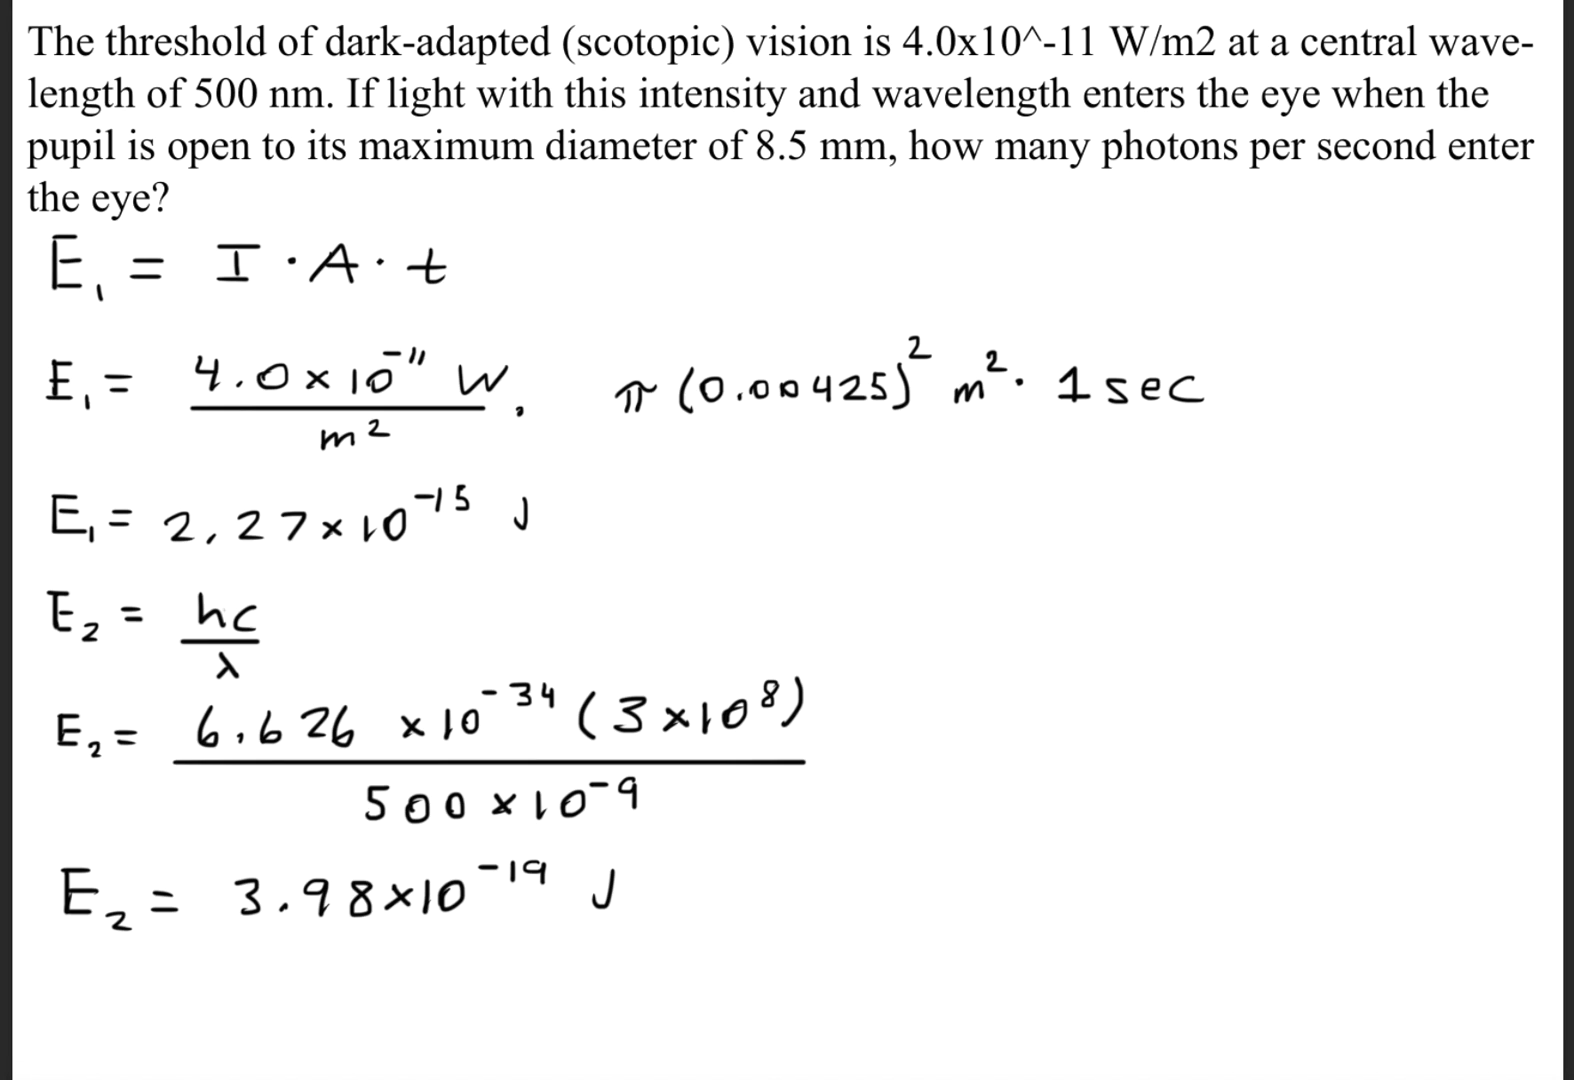 The threshold of dark-adapted (scotopic) vision is 4.0x10^-11 W/m2 at a central wave-
length of 500 nm. If light with this intensity and wavelength enters the eye when the
pupil is open to its maximum diameter of 8.5 mm, how many photons per second enter
the eye?
E₁ = I · A · t
E₁ = 4.0 × 10⁻¹¹ W / m² · π (0.00425)² m² · 1 sec
E₁ = 2.27 × 10⁻¹⁵ J
E₂ = hc / λ
E₂ = 6.626 × 10⁻³⁴ (3 × 10⁸) / 500 × 10⁻⁹
E₂ = 3.98 × 10⁻¹⁹ J